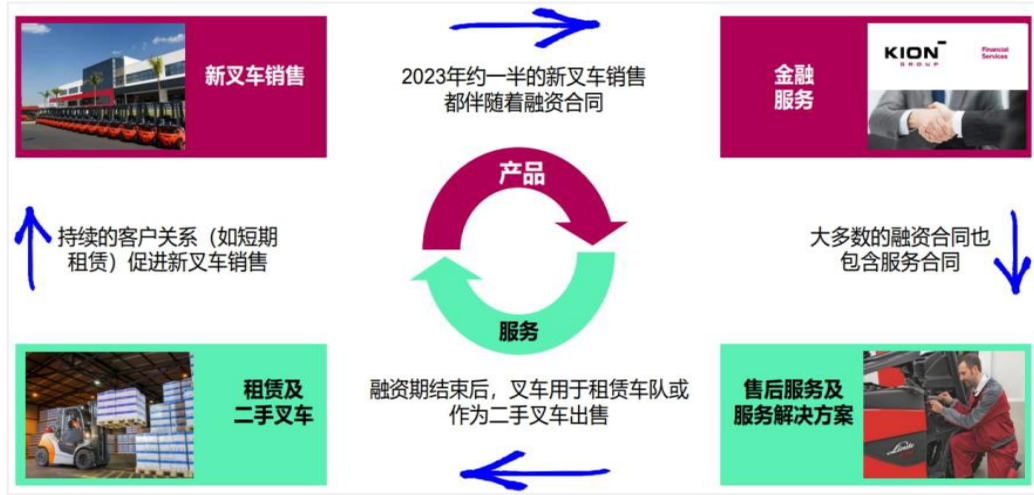 新叉车销售
2023年约一半的新叉车销售
都伴随着融资合同
金融
服务
KION
GROUP
Financial
Services
产品
持续的客户关系（如短期
租赁）促进新叉车销售
大多数的融资合同也
包含服务合同
服务
租赁及
二手叉车
融资期结束后，叉车用于租赁车队或
作为二手叉车出售
售后服务及
服务解决方案
Linde